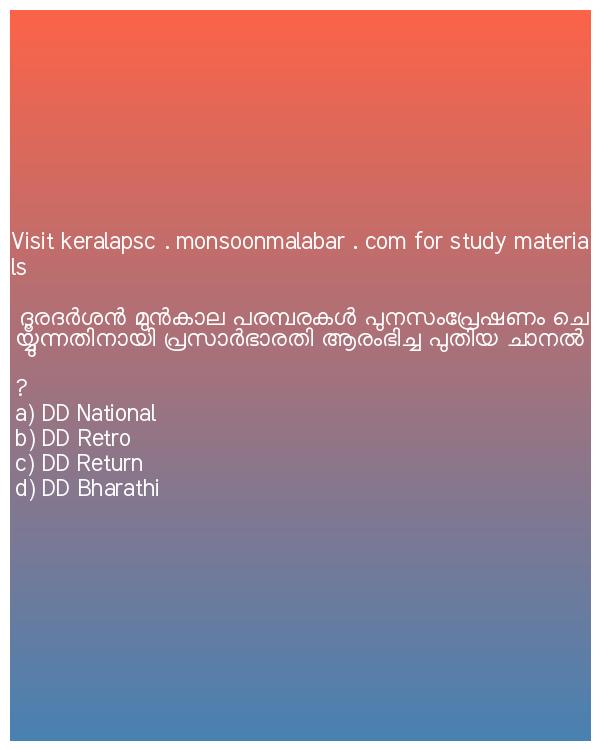 Visit keralapsc . monsoonmalabar . com for study materia
ls
ദൂരദർശൻ മുൻകാല പരമ്പരകൾ പുനസംപ്രേഷണം ചെ
യ്യുന്നതിനായി പ്രസാർഭാരതി ആരംഭിച്ച പുതിയ ചാനൽ
?
a) DD National
b) DD Retro
c) DD Return
d) DD Bharathi